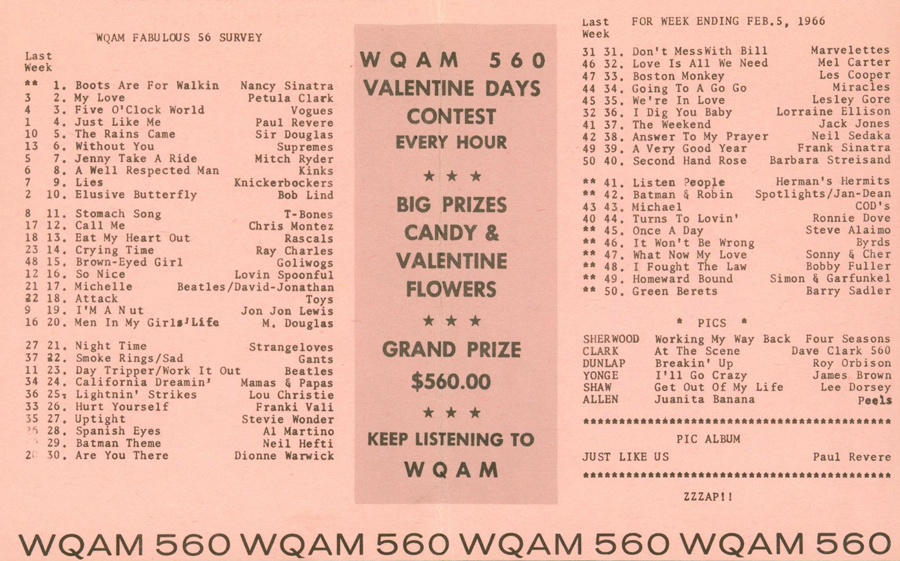 WQAM FABULOUS 56 SURVEY
Last
Week
** 1. Boots Are For Walkin Nancy Sinatra
3 2. My Love Petula Clark
4 3. Five O'Clock World Vogues
1 4. Just Like Me Paul Revere
10 5. The Rains Came Sir Douglas
13 6. Without You Supremes
5 7. Jenny Take A Ride Mitch Ryder
6 8. A Well Respected Man Kinks
7 9. Lies Knickerbockers
2 10. Elusive Butterfly Bob Lind
8 11. Stomach Song T-Bones
17 12. Call Me Chris Montez
18 13. Eat My Heart Out Rascals
23 14. Crying Time Ray Charles
48 15. Brown-Eyed Girl Goliwogs
12 16. So Nice Lovin Spoonful
21 17. Michelle Beatles/David-Jonathan
22 18. Attack Toys
9 19. I'M A Nut Jon Jon Lewis
16 20. Men In My Girls'Life M. Douglas
27 21. Night Time Strangeloves
37 22. Smoke Rings/Sad Gants
11 23. Day Tripper/Work It Out Beatles
34 24. California Dreamin' Mamas & Papas
36 25. Lightnin' Strikes Lou Christie
33 26. Hurt Yourself Franki Vali
35 27. Uptight Stevie Wonder
28. Spanish Eyes Al Martino
29. Batman Theme Neil Hefti
30. Are You There Dionne Warwick
WQAM 560
VALENTINE DAYS
CONTEST
EVERY HOUR
★ ★ ★
BIG PRIZES
CANDY &
VALENTINE
FLOWERS
★ ★ ★
GRAND PRIZE
$560.00
★ ★ ★
KEEP LISTENING TO
WQAM
Last FOR WEEK ENDING FEB.5, 1966
Week
31 31. Don't MessWith Bill Marvelettes
46 32. Love Is All We Need Mel Carter
47 33. Boston Monkey Les Cooper
44 34. Going To A Go Go Miracles
45 35. We're In Love Lesley Gore
32 36. I Dig You Baby Lorraine Ellison
41 37. The Weekend Jack Jones
42 38. Answer To My Prayer Neil Sedaka
49 39. A Very Good Year Frank Sinatra
50 40. Second Hand Rose Barbara Streisand
** 41. Listen People Herman's Hermits
** 42. Batman & Robin Spotlights/Jan-Dean
43 43. Michael COD's
40 44. Turns To Lovin' Ronnie Dove
** 45. Once A Day Steve Alaimo
** 46. It Won't Be Wrong Byrds
** 47. What Now My Love Sonny & Cher
** 48. I Fought The Law Bobby Fuller
** 49. Homeward Bound Simon & Garfunkel
** 50. Green Berets Barry Sadler
* PICS *
SHERWOOD Working My Way Back Four Seasons
CLARK At The Scene Dave Clark 560
DUNLAP Breakin' Up Roy Orbison
YONGE I'll Go Crazy James Brown
SHAW Get Out Of My Life Lee Dorsey
ALLEN Juanita Banana Peels
PIC ALBUM
JUST LIKE US Paul Revere
ZZZAP!!
WQAM 560 WQAM 560 WQAM 560 WQAM 560